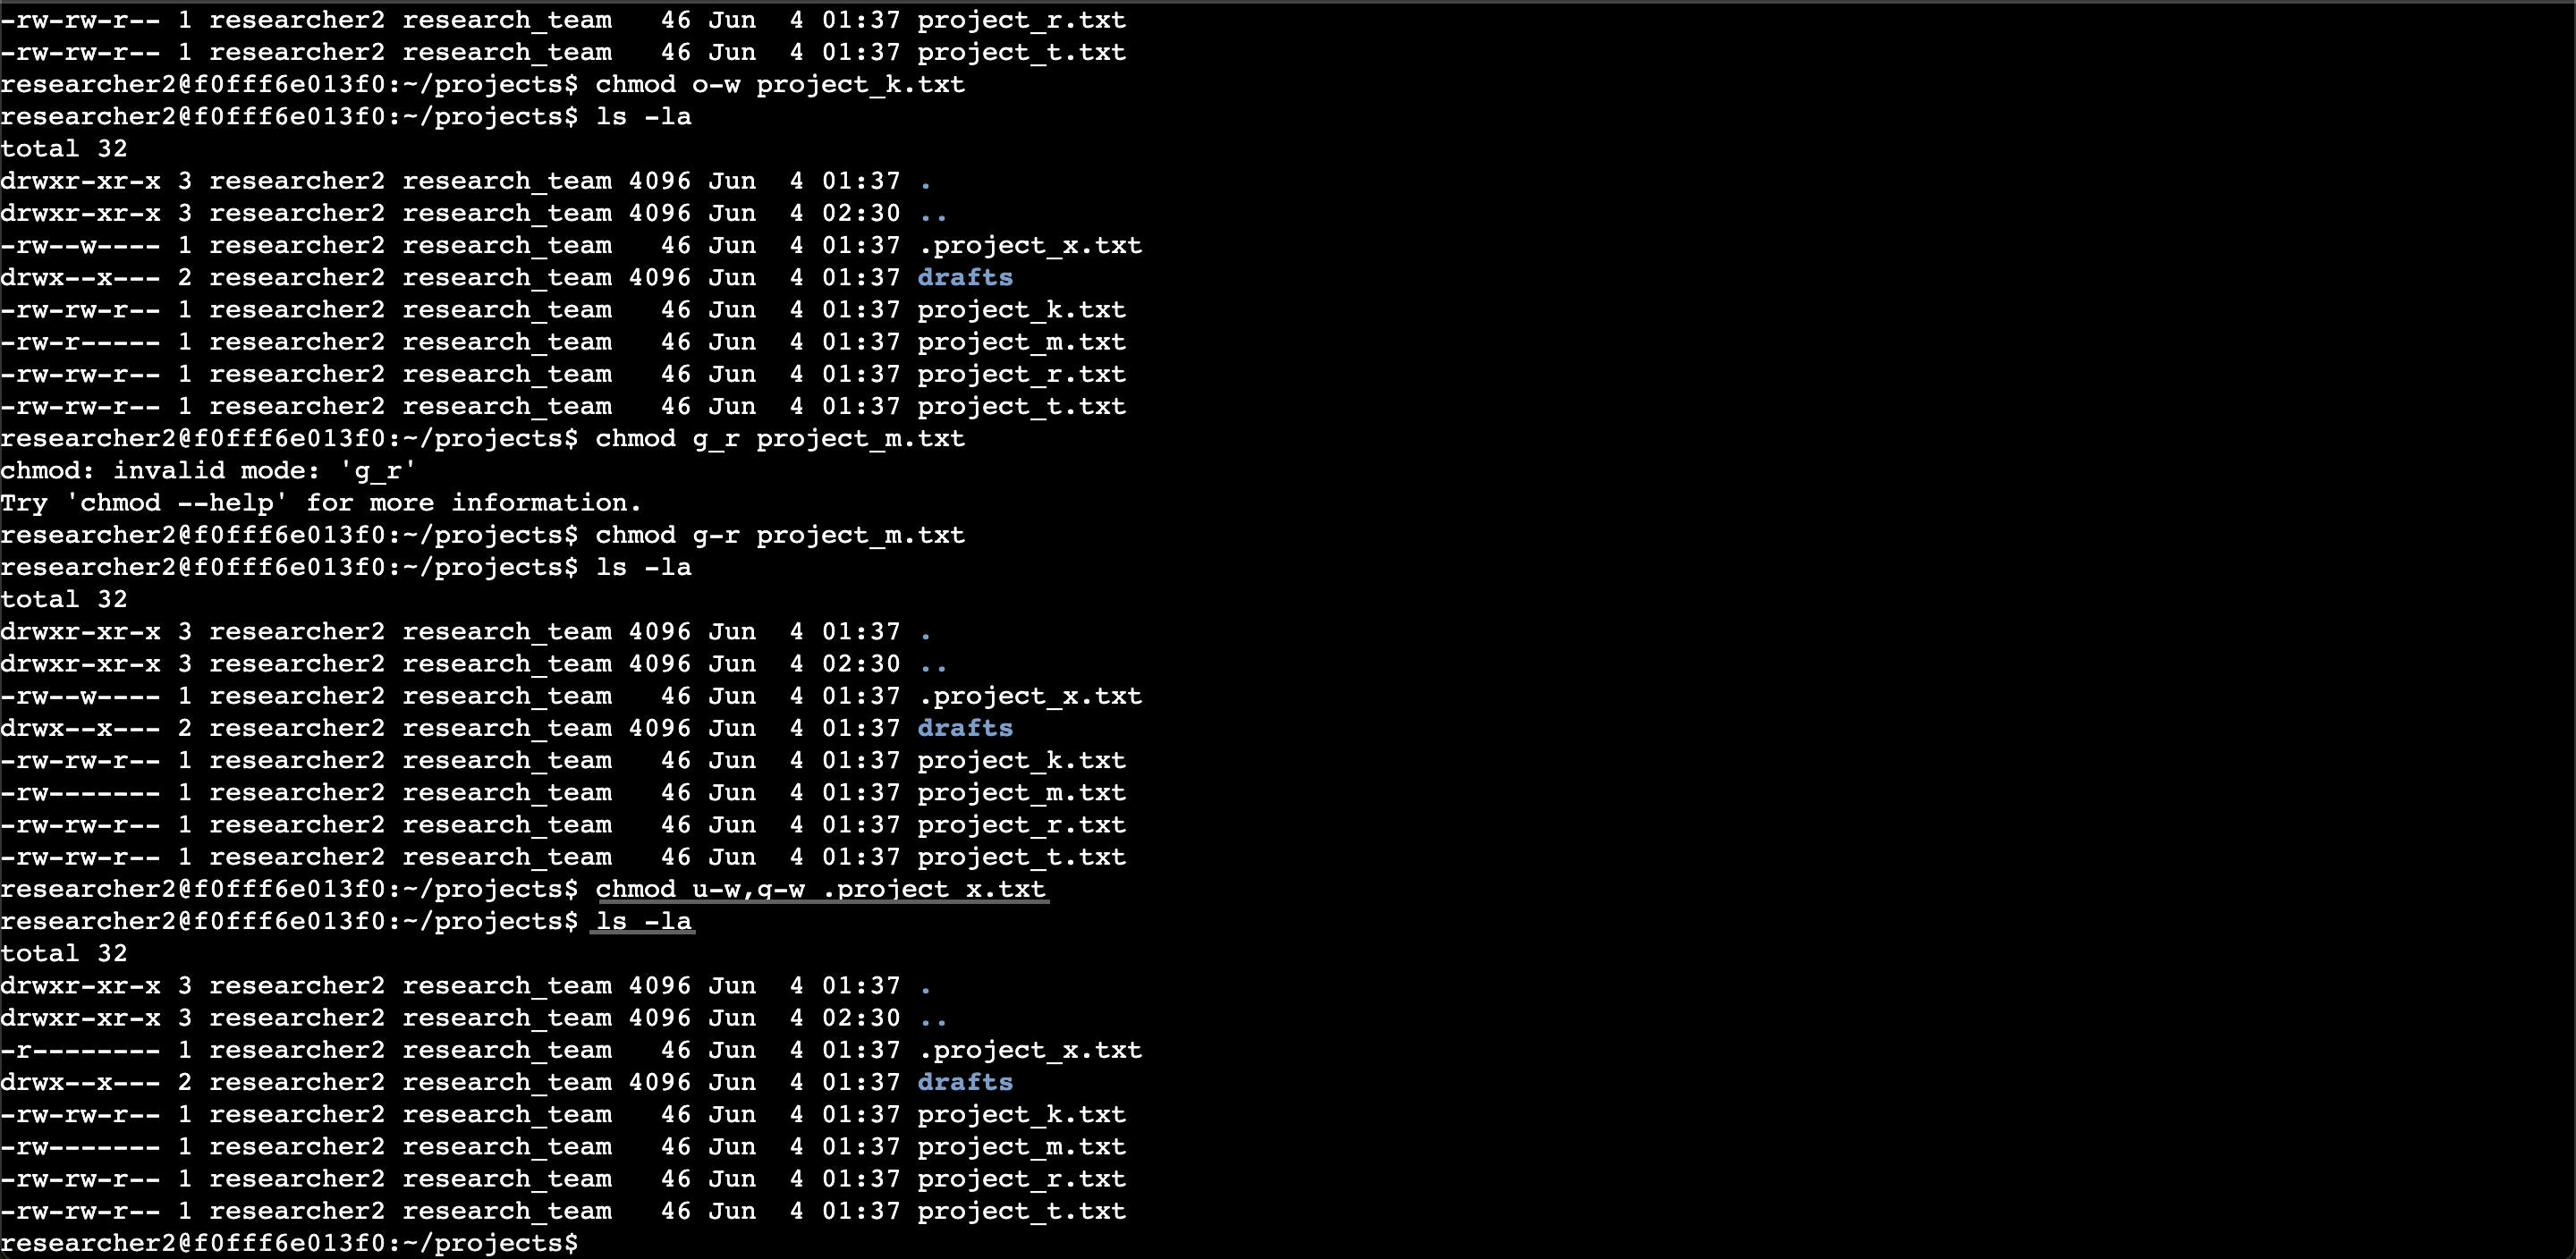 -rw-rw-r-- 1 researcher2 research_team   46 Jun  4 01:37 project_r.txt
-rw-rw-r-- 1 researcher2 research_team   46 Jun  4 01:37 project_t.txt
researcher2@f0fff6e013f0:~/projects$ chmod o-w project_k.txt
researcher2@f0fff6e013f0:~/projects$ ls -la
total 32
drwxr-xr-x 3 researcher2 research_team 4096 Jun  4 01:37 .
drwxr-xr-x 3 researcher2 research_team 4096 Jun  4 02:30 ..
-rw--w---- 1 researcher2 research_team   46 Jun  4 01:37 .project_x.txt
drwx--x--- 2 researcher2 research_team 4096 Jun  4 01:37 drafts
-rw-rw-r-- 1 researcher2 research_team   46 Jun  4 01:37 project_k.txt
-rw-r----- 1 researcher2 research_team   46 Jun  4 01:37 project_m.txt
-rw-rw-r-- 1 researcher2 research_team   46 Jun  4 01:37 project_r.txt
-rw-rw-r-- 1 researcher2 research_team   46 Jun  4 01:37 project_t.txt
researcher2@f0fff6e013f0:~/projects$ chmod g_r project_m.txt
chmod: invalid mode: 'g_r'
Try 'chmod --help' for more information.
researcher2@f0fff6e013f0:~/projects$ chmod g-r project_m.txt
researcher2@f0fff6e013f0:~/projects$ ls -la
total 32
drwxr-xr-x 3 researcher2 research_team 4096 Jun  4 01:37 .
drwxr-xr-x 3 researcher2 research_team 4096 Jun  4 02:30 ..
-rw--w---- 1 researcher2 research_team   46 Jun  4 01:37 .project_x.txt
drwx--x--- 2 researcher2 research_team 4096 Jun  4 01:37 drafts
-rw-rw-r-- 1 researcher2 research_team   46 Jun  4 01:37 project_k.txt
-rw------- 1 researcher2 research_team   46 Jun  4 01:37 project_m.txt
-rw-rw-r-- 1 researcher2 research_team   46 Jun  4 01:37 project_r.txt
-rw-rw-r-- 1 researcher2 research_team   46 Jun  4 01:37 project_t.txt
researcher2@f0fff6e013f0:~/projects$ chmod u-w,g-w .project_x.txt
researcher2@f0fff6e013f0:~/projects$ ls -la
total 32
drwxr-xr-x 3 researcher2 research_team 4096 Jun  4 01:37 .
drwxr-xr-x 3 researcher2 research_team 4096 Jun  4 02:30 ..
-r-------- 1 researcher2 research_team   46 Jun  4 01:37 .project_x.txt
drwx--x--- 2 researcher2 research_team 4096 Jun  4 01:37 drafts
-rw-rw-r-- 1 researcher2 research_team   46 Jun  4 01:37 project_k.txt
-rw------- 1 researcher2 research_team   46 Jun  4 01:37 project_m.txt
-rw-rw-r-- 1 researcher2 research_team   46 Jun  4 01:37 project_r.txt
-rw-rw-r-- 1 researcher2 research_team   46 Jun  4 01:37 project_t.txt
researcher2@f0fff6e013f0:~/projects$